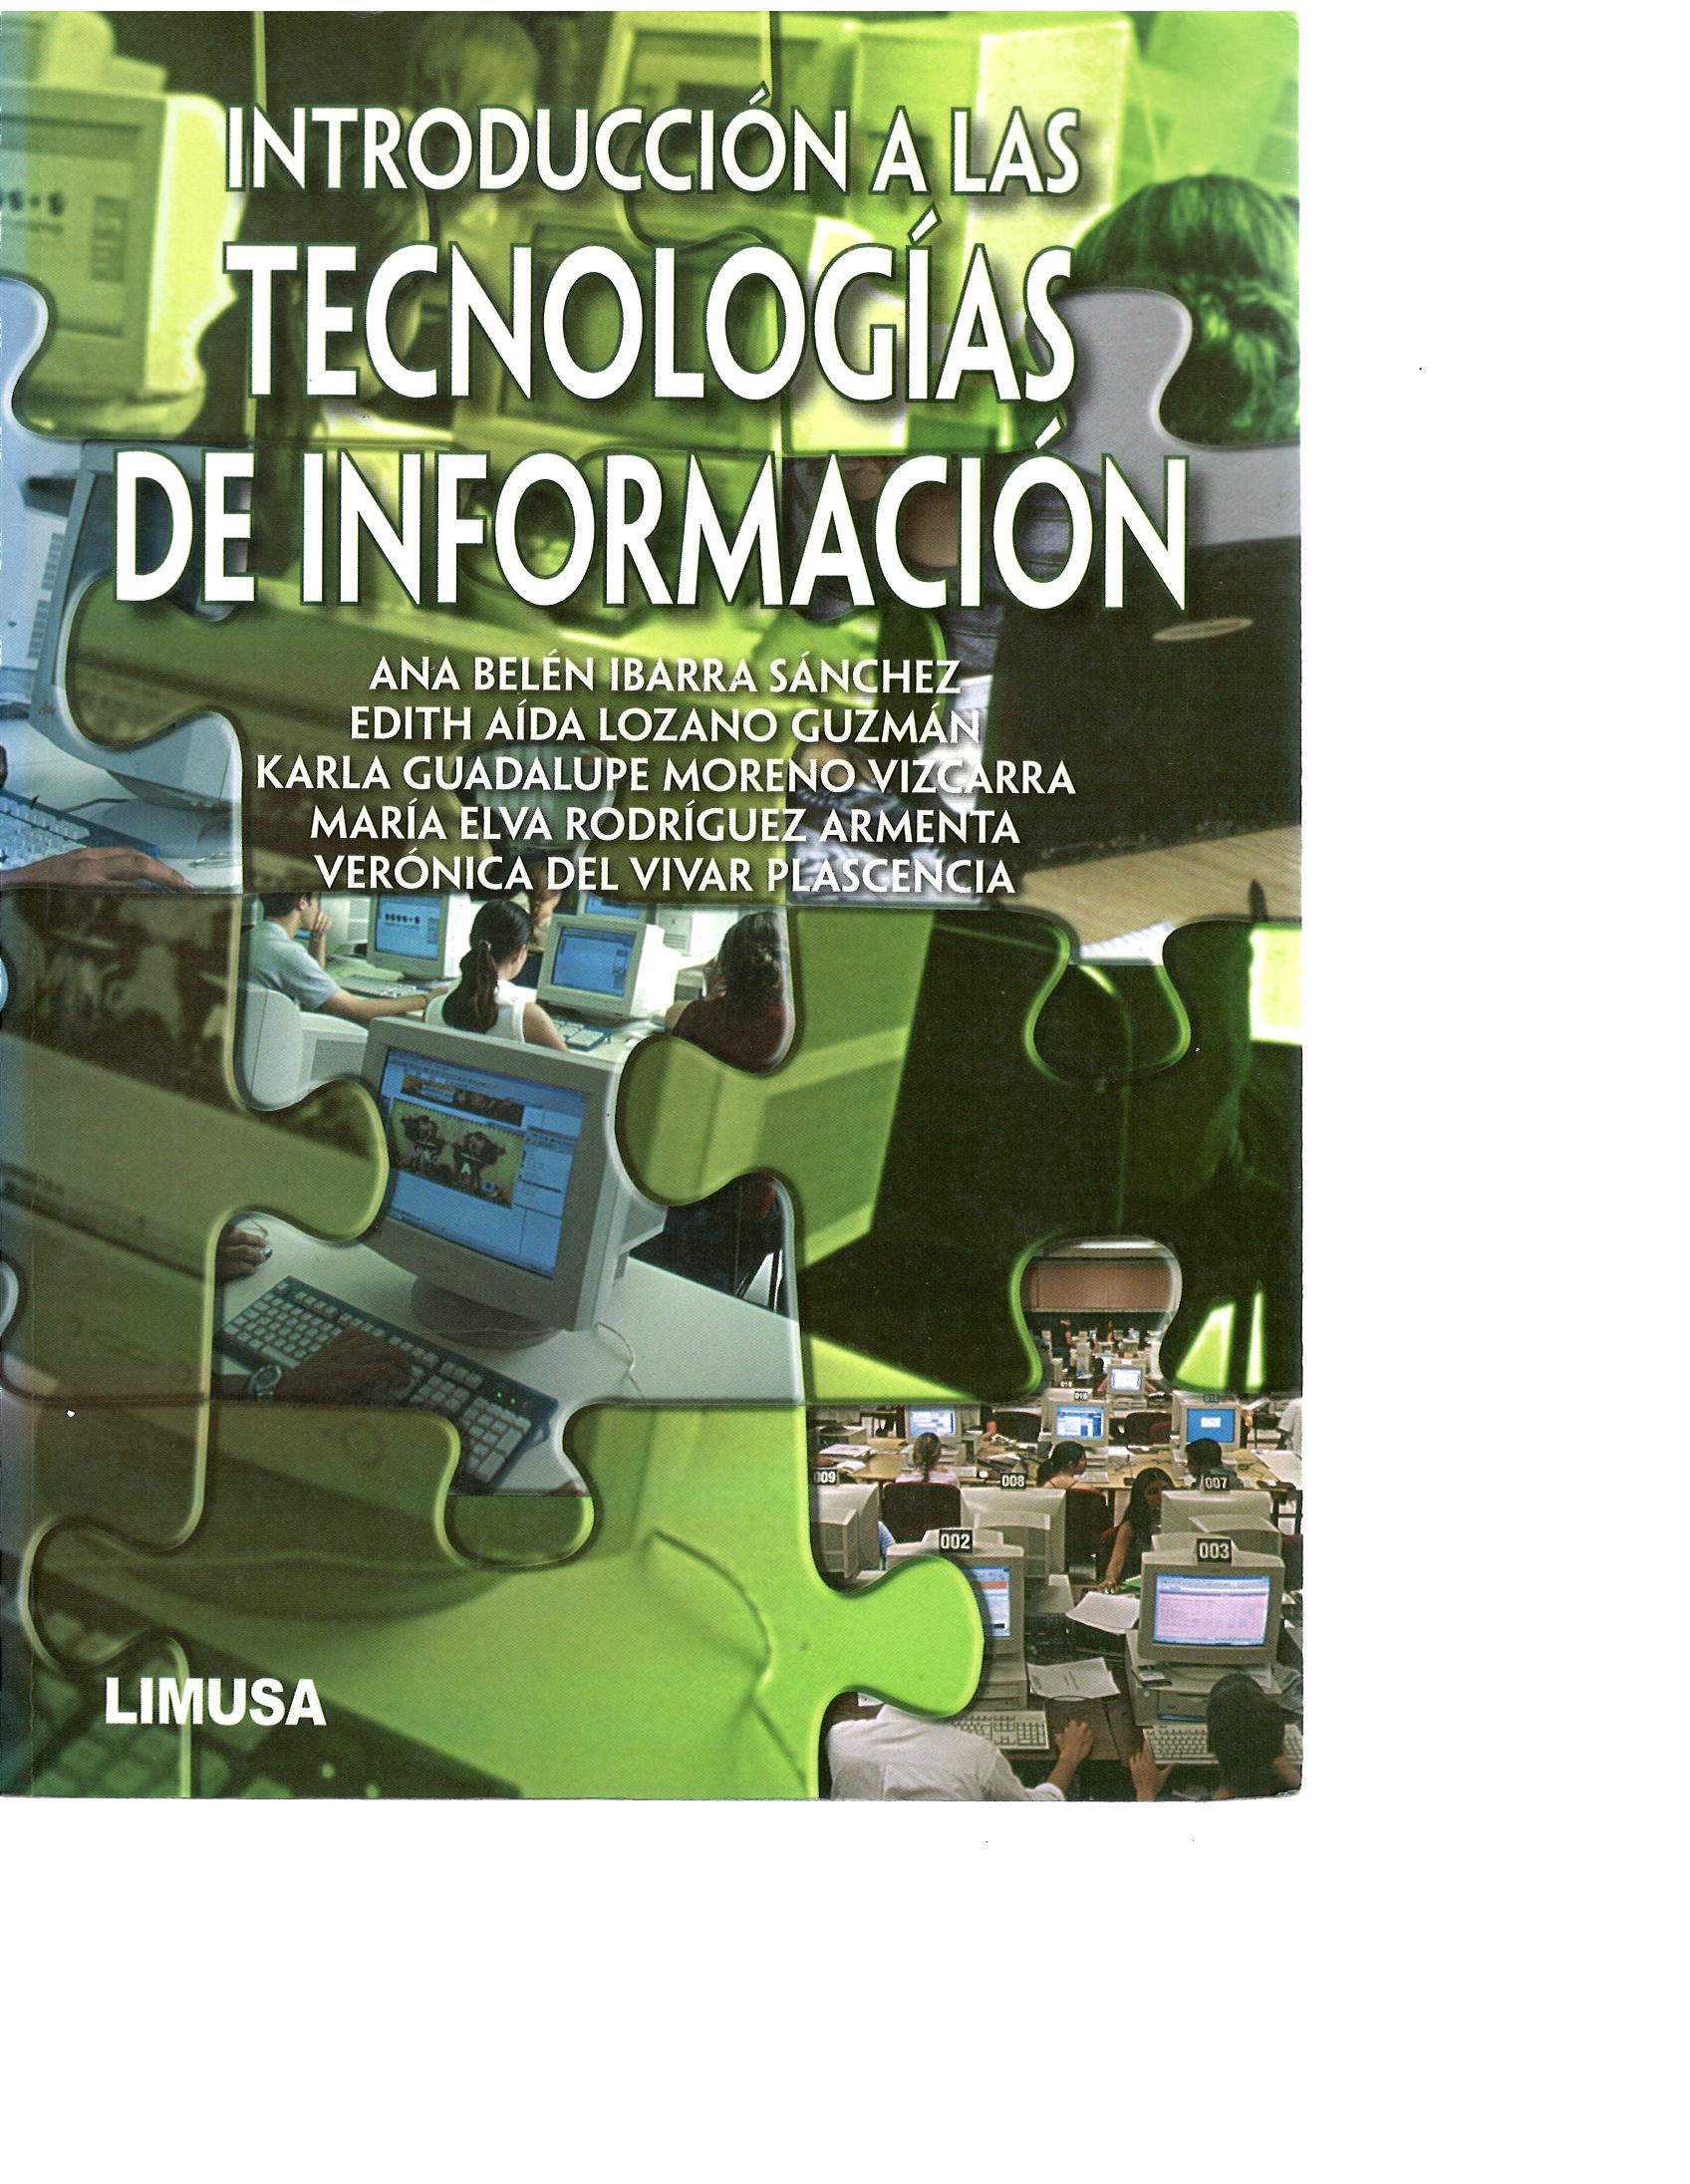 INTRODUCCIÓN A LAS
TECNOLOGÍAS
DE INFORMACIÓN
ANA BELÉN IBARRA SÁNCHEZ
EDITH AÍDA LOZANO GUZMÁN
KARLA GUADALUPE MORENO VIZCARRA
MARÍA ELVA RODRÍGUEZ ARMENTA
VERÓNICA DEL VIVAR PLASCENCIA
009
008
007
002
003
LIMUSA